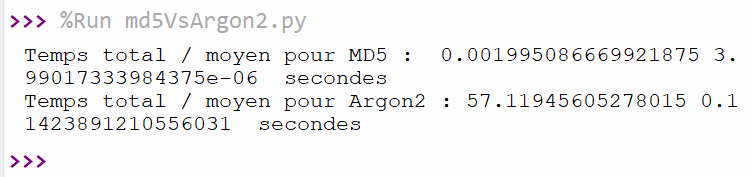 >>> %Run md5VsArgon2.py
Temps total / moyen pour MD5 :  0.001995086669921875 3.
99017333984375e-06  secondes
Temps total / moyen pour Argon2 : 57.11945605278015 0.1
1423891210556031  secondes
>>>